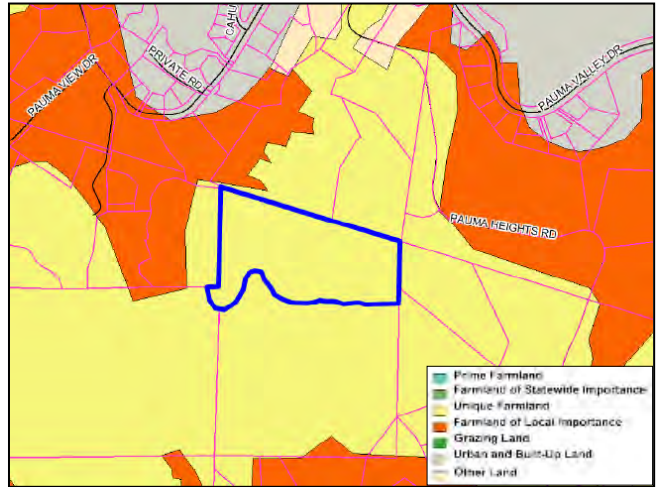 CAHU
PRIVATE RD
PAUMA VIEW DR
PAUMA VALLEY DR
PAUMA HEIGHTS RD
Prime Farmland
Farmland of Statewide Importance
Unique Farmland
Farmland of Local Importance
Grazing Land
Urban and Built-Up Land
Other Land